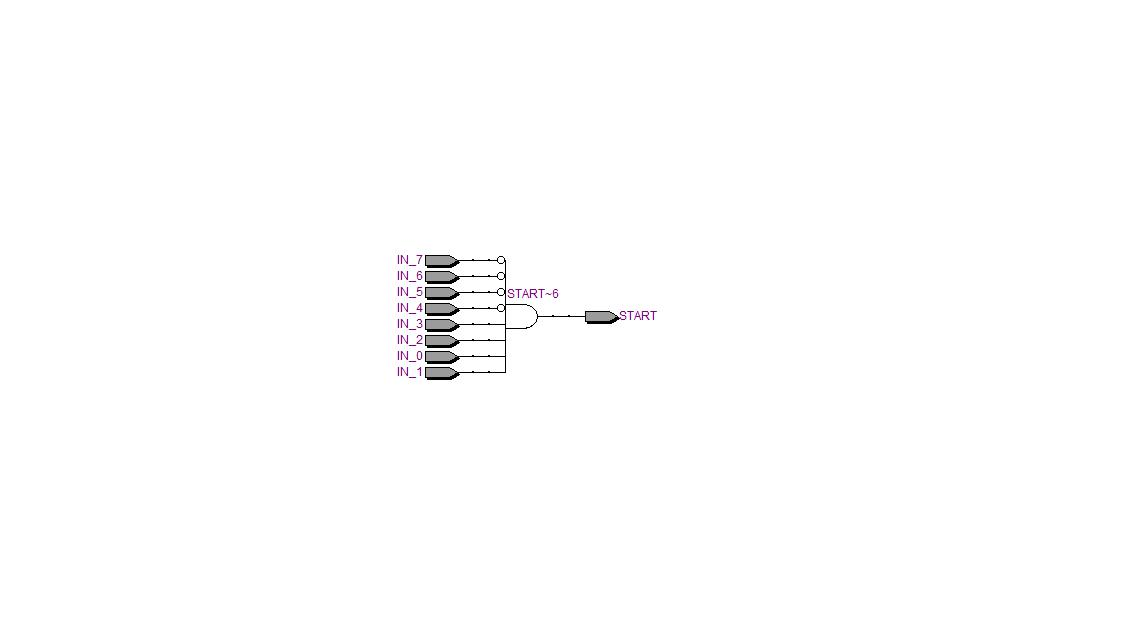 IN_7
IN_6
IN_5
START~6
IN_4
START
IN_3
IN_2
IN_0
IN_1